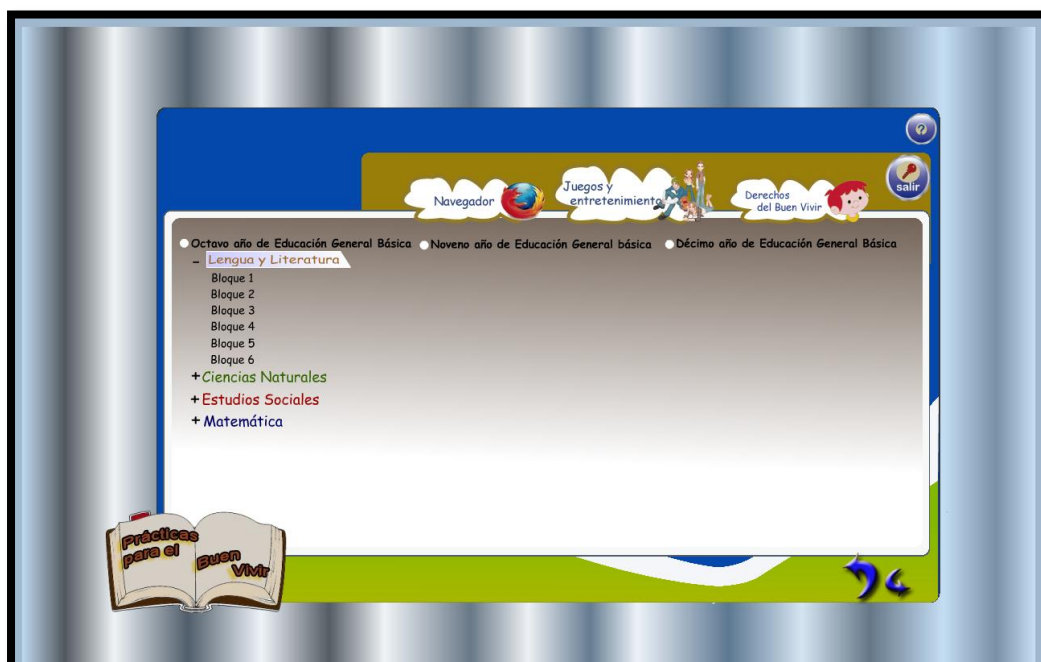 ?
salir
Navegador
Juegos y
entretenimiento
Derechos
del Buen Vivir
Octavo año de Educación General Básica
Noveno año de Educación General básica
Décimo año de Educación General Básica
- Lengua y Literatura
Bloque 1
Bloque 2
Bloque 3
Bloque 4
Bloque 5
Bloque 6
+ Ciencias Naturales
+ Estudios Sociales
+ Matemática
Prácticas
para el
Buen
Vivir